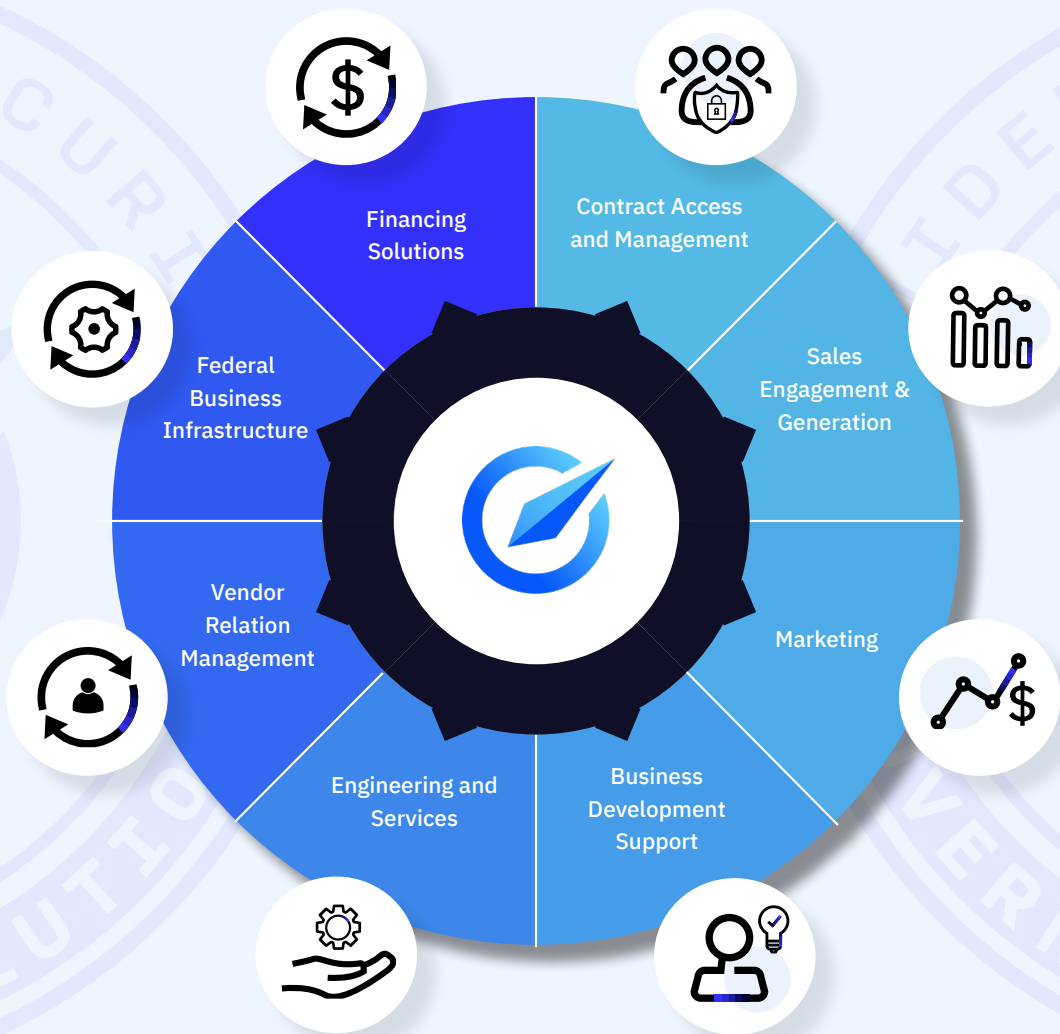 Financing
Solutions
Contract Access
and Management
Sales
Engagement &
Generation
Marketing
Business
Development
Support
Engineering and
Services
Vendor
Relation
Management
Federal
Business
Infrastructure
$
$